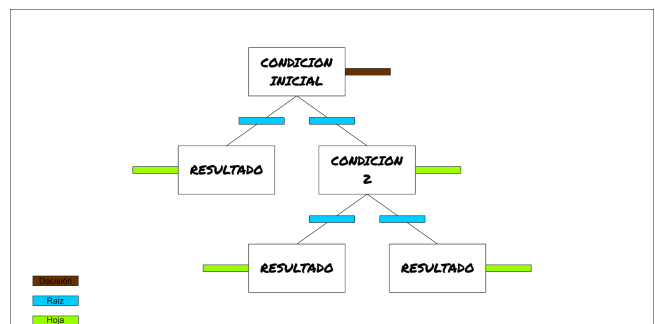 CONDICION
INICIAL
RESULTADO
CONDICION
2
RESULTADO
RESULTADO
Decisión
Raiz
Hoja